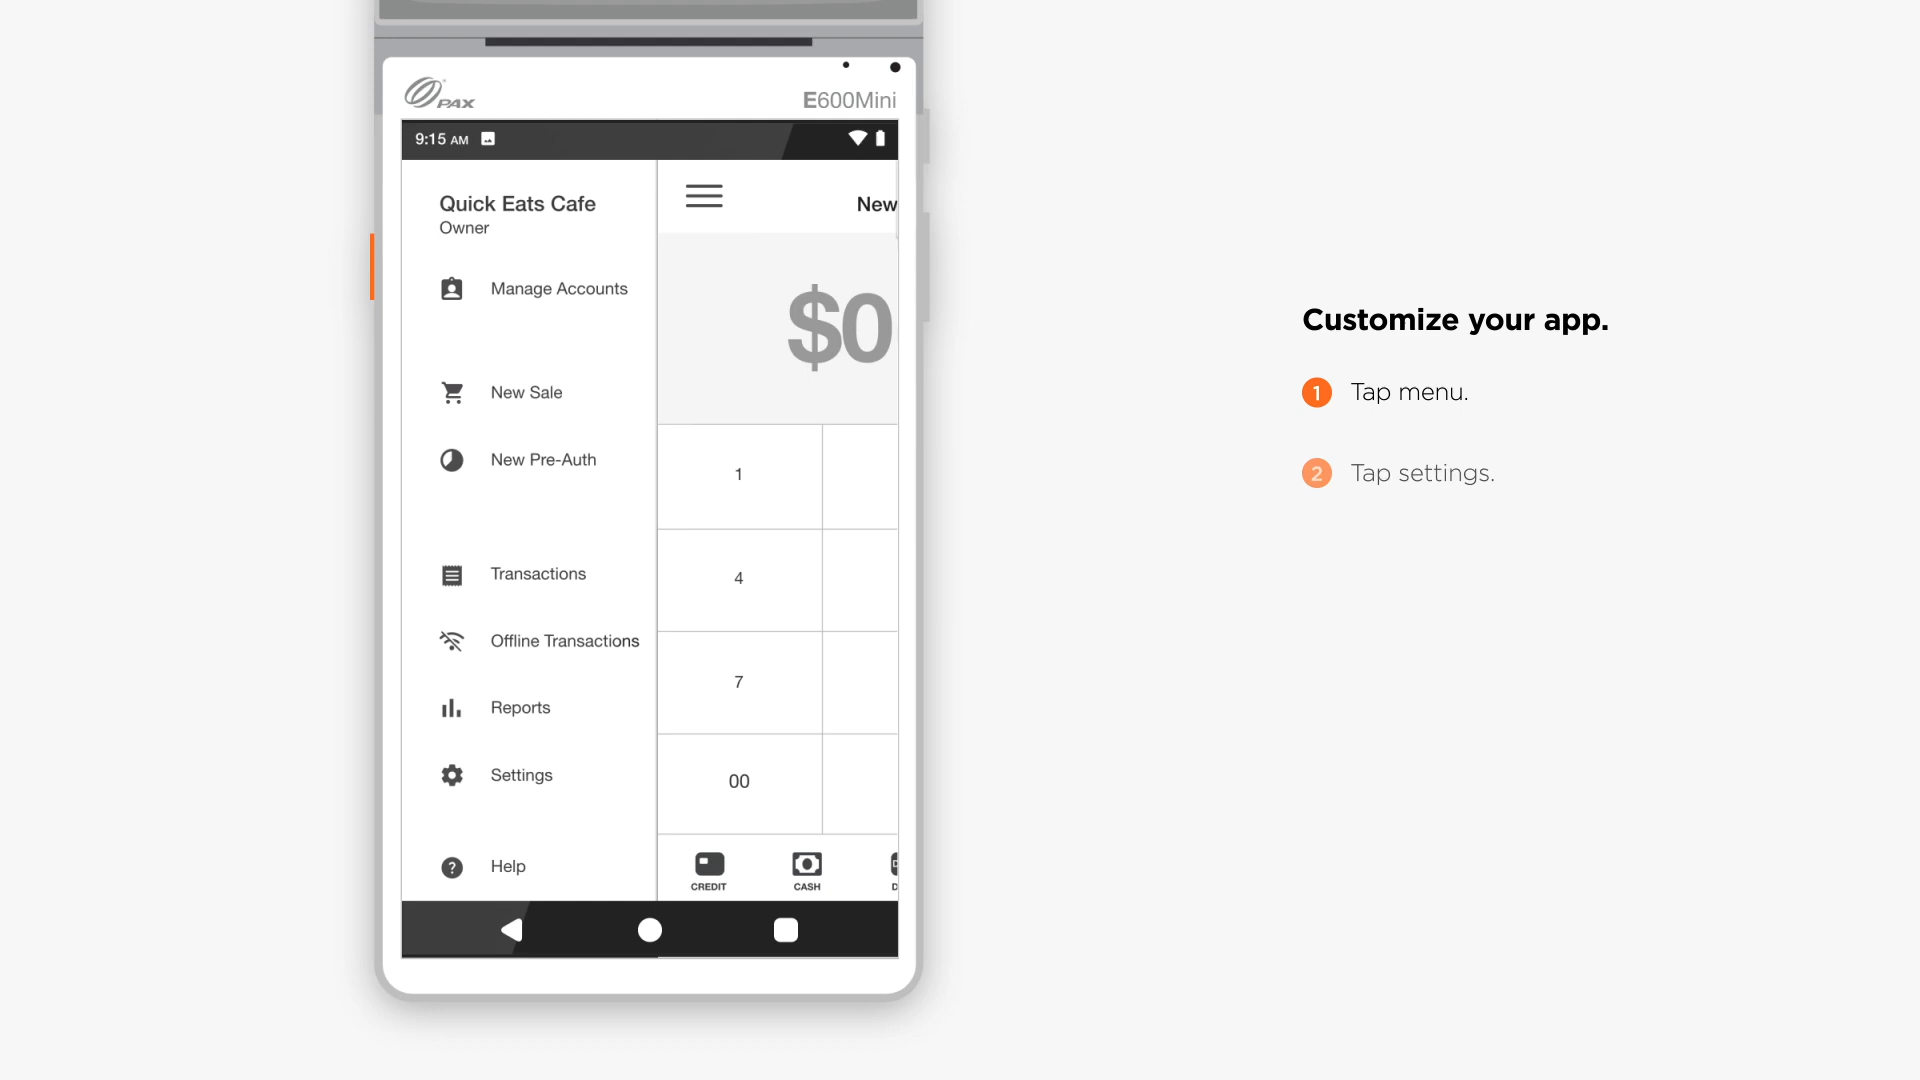 PAX
E600Mini
9:15 AM
Quick Eats Cafe
Owner
Manage Accounts
New Sale
New Pre-Auth
Transactions
Offline Transactions
Reports
Settings
? Help
New
$0
1
4
7
00
CREDIT
CASH
D
Customize your app.
1 Tap menu.
2 Tap settings.